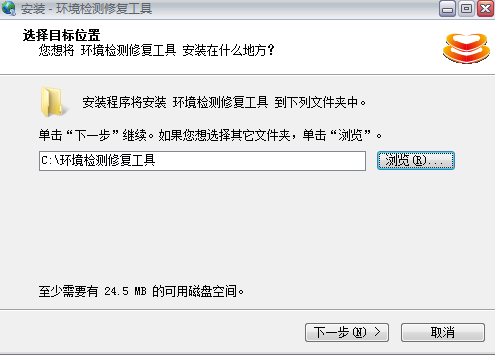 安装 - 环境检测修复工具
选择目标位置
您想将 环境检测修复工具 安装在什么地方？
安装程序将安装 环境检测修复工具 到下列文件夹中。
单击“下一步”继续。如果您想选择其它文件夹，单击“浏览”。
C:\环境检测修复工具
浏览(R)...
至少需要有 24.5 MB 的可用磁盘空间。
下一步(N) >
取消